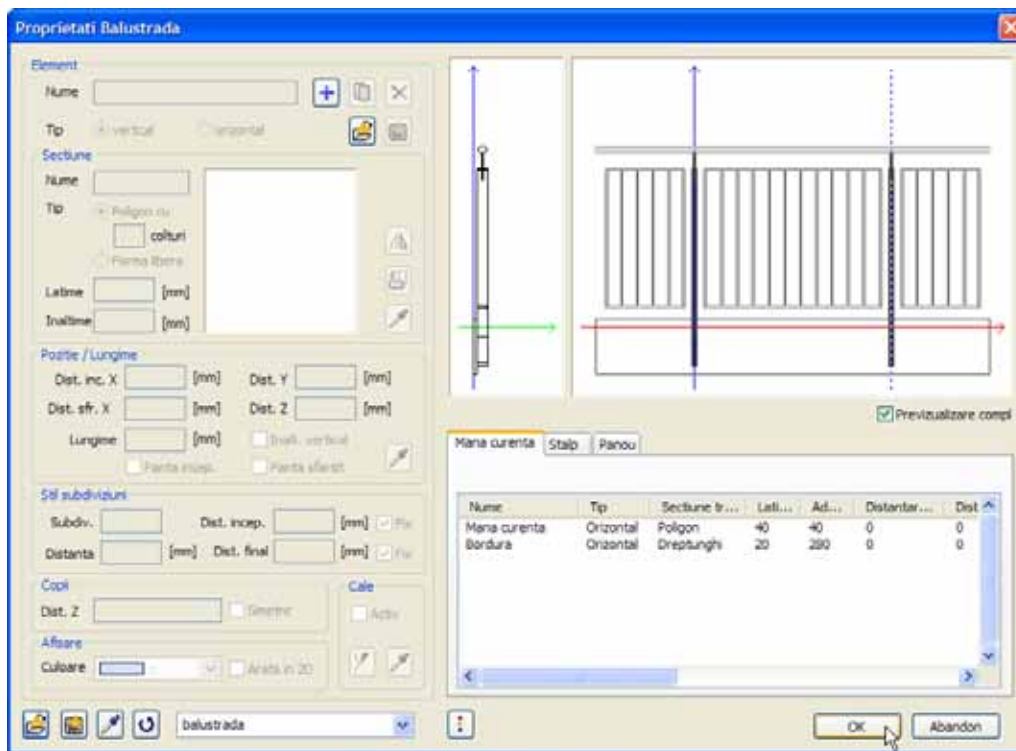 Proprietati Balustrada
Element
Nume
Tip vertical orizontal
Sectiune
Nume
Tip Poligon cu
colturi
Forma libera
Latime [mm]
Inaltime [mm]
Pozitie / Lungime
Dist. inc. X [mm] Dist. Y [mm]
Dist. sfr. X [mm] Dist. Z [mm]
Lungime [mm] Inalt. vertical
Panta incep. Panta sfarsit
Stil subdiviziuni
Subdiv. Dist. incep. [mm] Fix
Distanta [mm] Dist. final [mm] Fix
Copii
Dist. Z Simetric
Cale
Activ
Afisare
Culoare Arata in 2D
balustrada
Previzualizare compl
Mana curenta Stalp Panou
Nume Tip Sectiune tr... Lati... Ad... Distantar... Dist
Mana curenta Orizontal Poligon 40 40 0 0
Bordura Orizontal Dreptunghi 20 280 0 0
OK Abandon